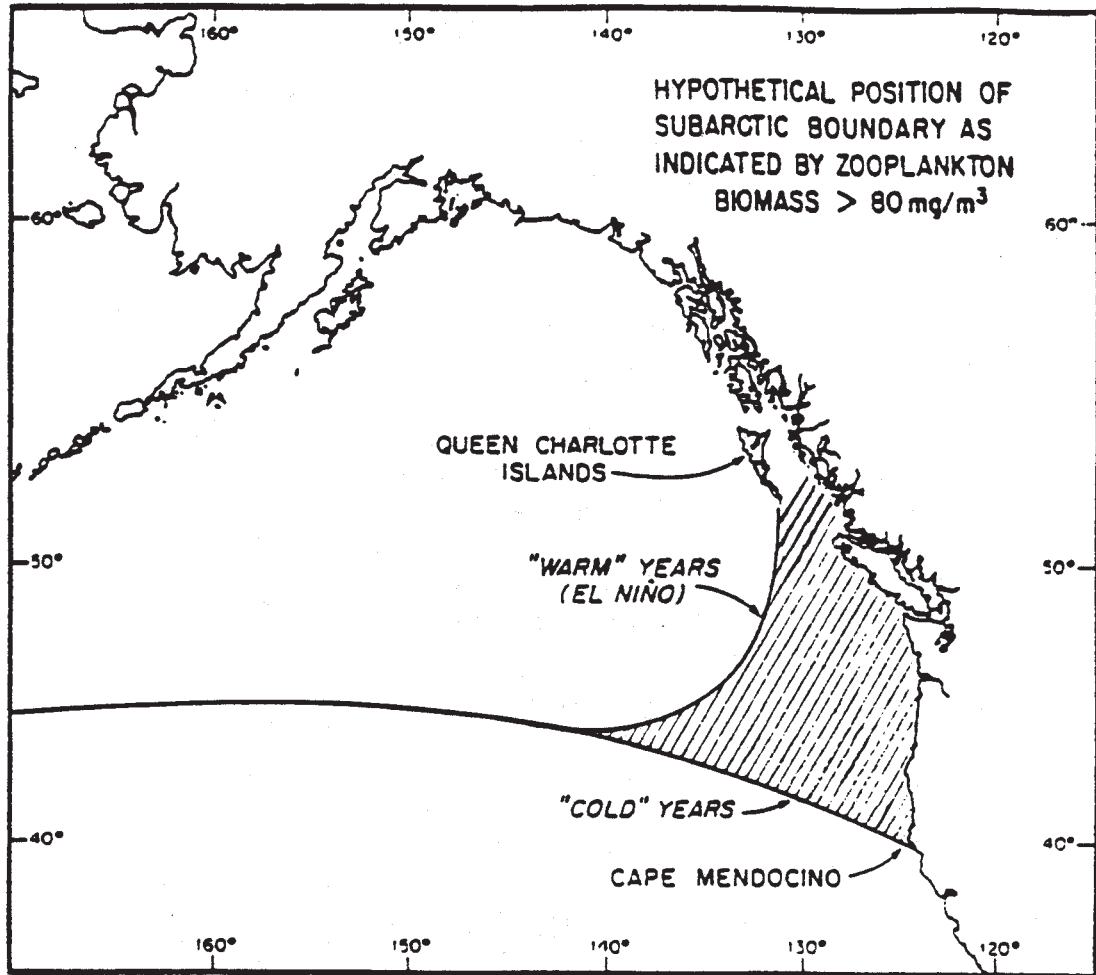 160° 150° 140° 130° 120°
HYPOTHETICAL POSITION OF
SUBARCTIC BOUNDARY AS
INDICATED BY ZOOPLANKTON
BIOMASS > 80 mg/m³
60° 60°
QUEEN CHARLOTTE
ISLANDS
50° 50°
"WARM" YEARS
(EL NIÑO)
"COLD" YEARS
40° 40°
CAPE MENDOCINO
160° 150° 140° 130° 120°